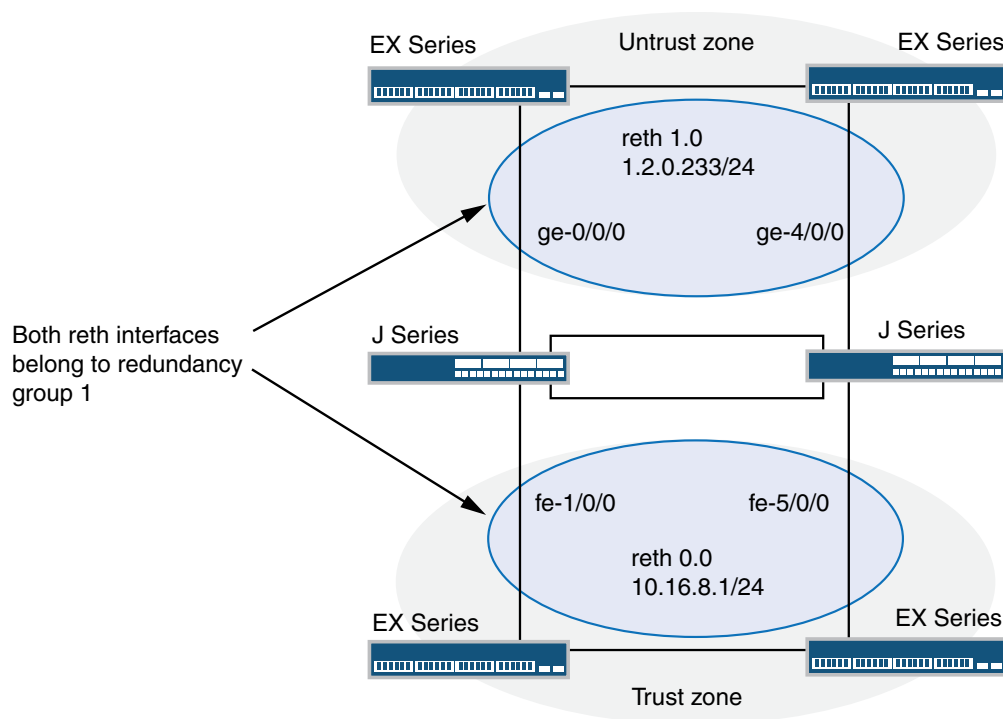 EX Series
Untrust zone
EX Series
reth 1.0
1.2.0.233/24
ge-0/0/0
ge-4/0/0
Both reth interfaces
belong to redundancy
group 1
J Series
J Series
fe-1/0/0
fe-5/0/0
reth 0.0
10.16.8.1/24
EX Series
EX Series
Trust zone